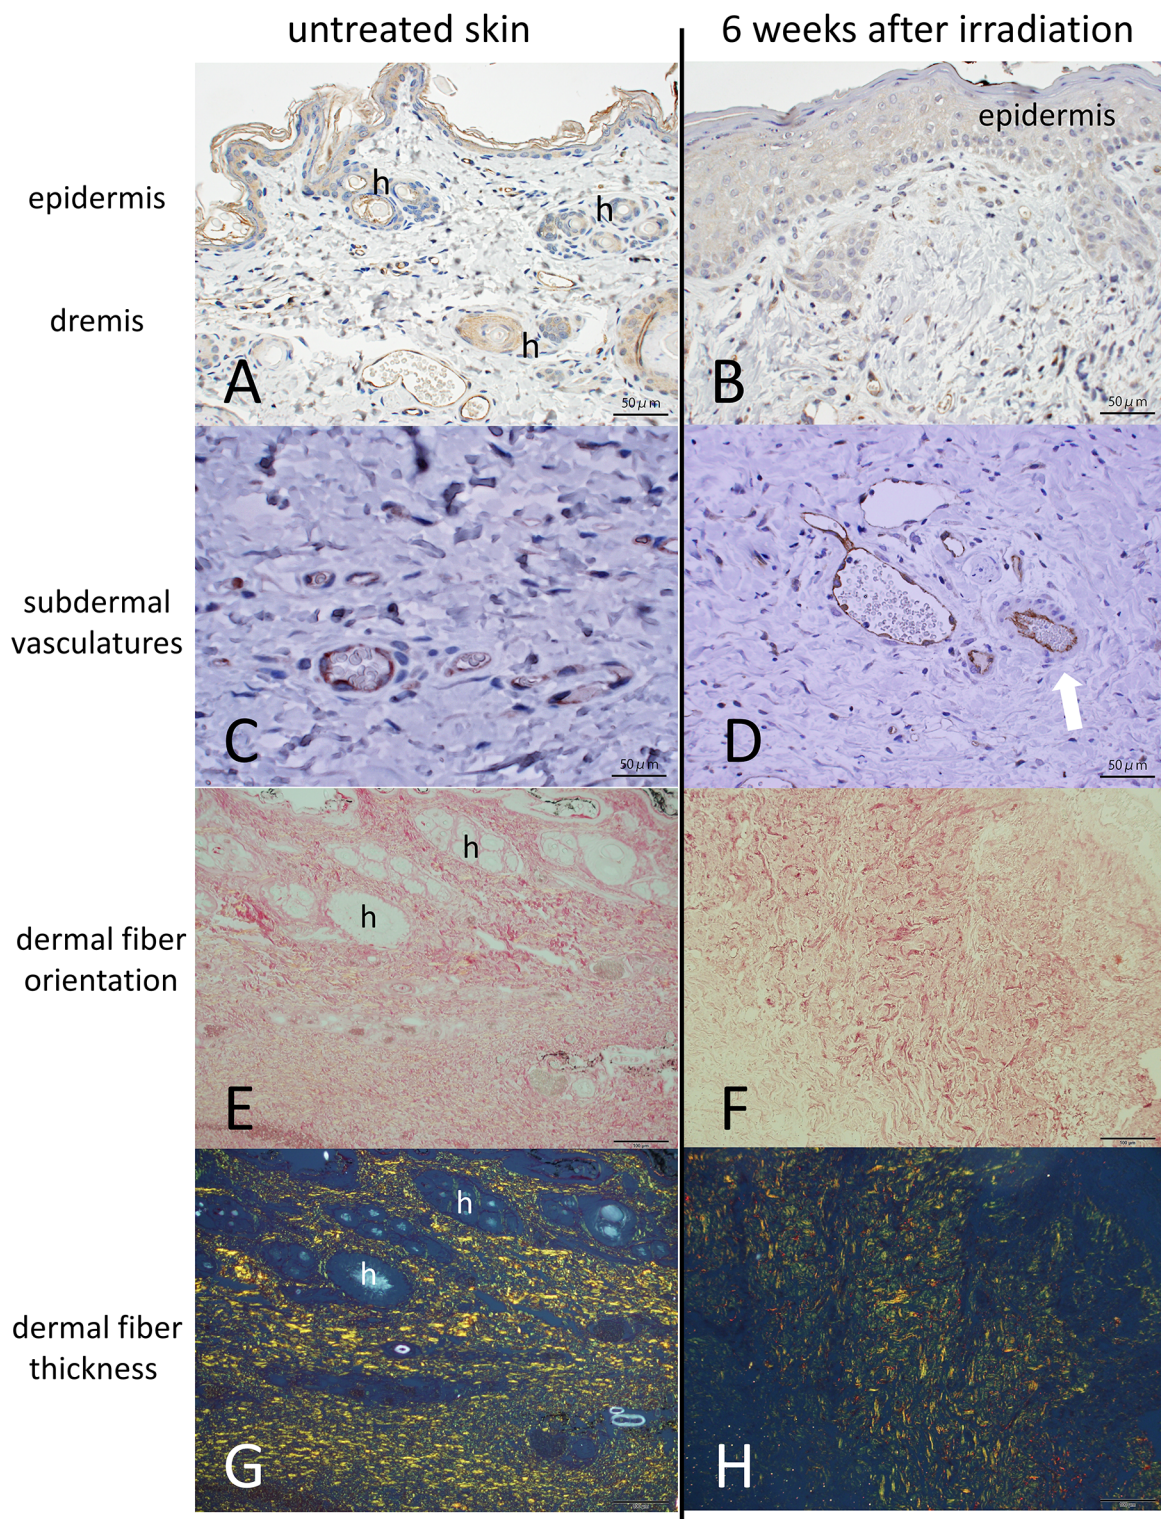 untreated skin
6 weeks after irradiation
epidermis
dremis
h
h
h
A
50μm
epidermis
B
50μm
subdermal
vasculatures
C
50μm
D
50μm
dermal fiber
orientation
h
h
E
F
dermal fiber
thickness
h
h
G
H